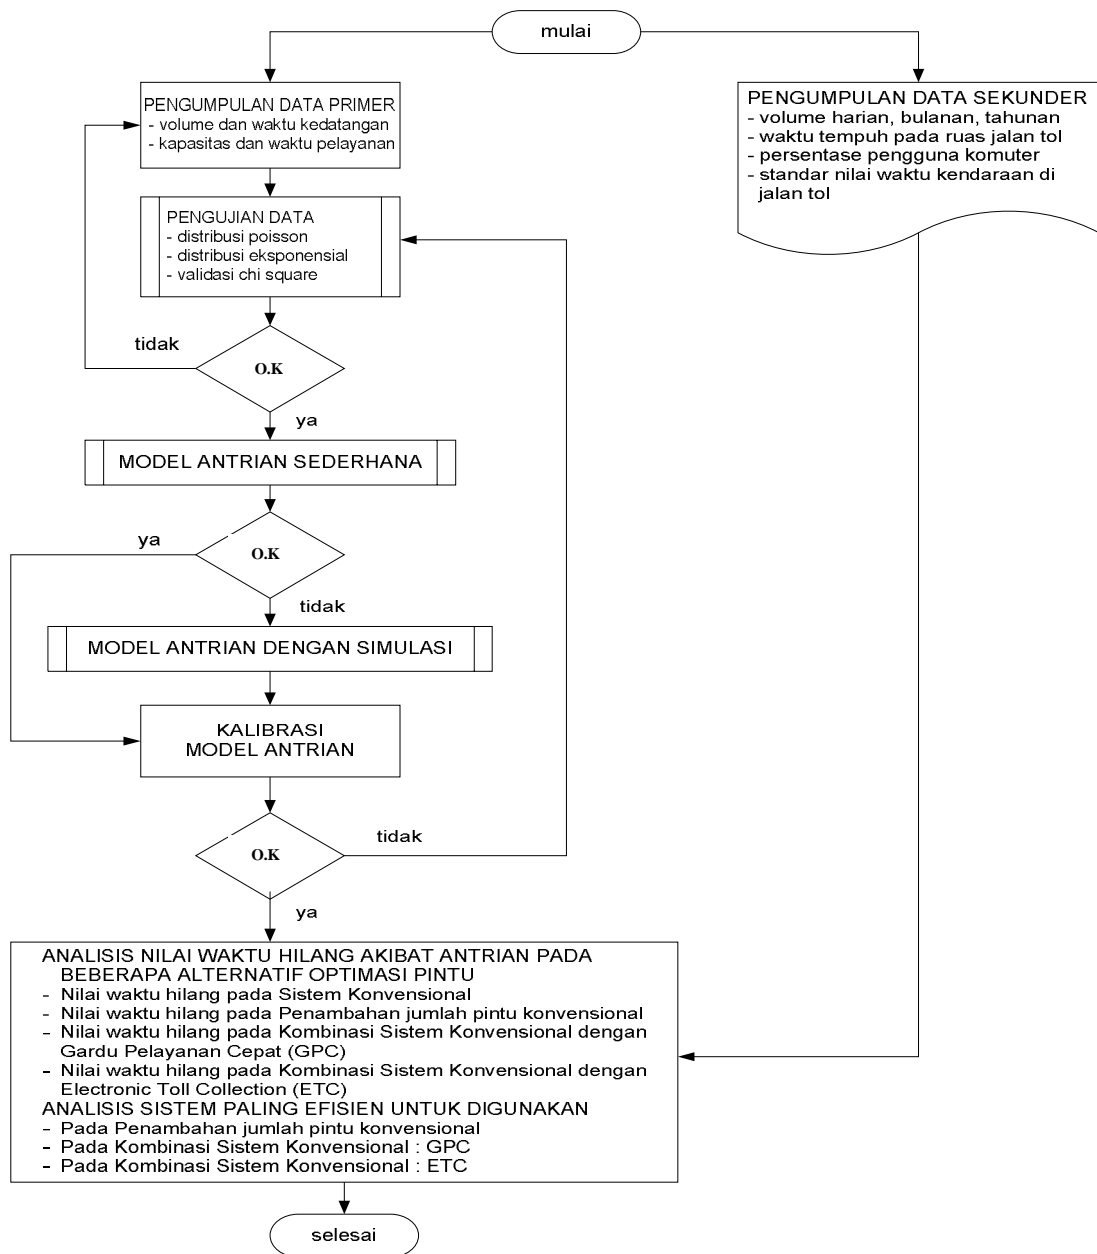 mulai
PENGUMPULAN DATA PRIMER
- volume dan waktu kedatangan
- kapasitas dan waktu pelayanan
PENGUMPULAN DATA SEKUNDER
- volume harian, bulanan, tahunan
- waktu tempuh pada ruas jalan tol
- persentase pengguna komuter
- standar nilai waktu kendaraan di
jalan tol
PENGUJIAN DATA
- distribusi poisson
- distribusi eksponensial
- validasi chi square
tidak
O.K
ya
MODEL ANTRIAN SEDERHANA
ya
O.K
tidak
MODEL ANTRIAN DENGAN SIMULASI
KALIBRASI
MODEL ANTRIAN
tidak
O.K
ya
ANALISIS NILAI WAKTU HILANG AKIBAT ANTRIAN PADA
BEBERAPA ALTERNATIF OPTIMASI PINTU
- Nilai waktu hilang pada Sistem Konvensional
- Nilai waktu hilang pada Penambahan jumlah pintu konvensional
- Nilai waktu hilang pada Kombinasi Sistem Konvensional dengan
Gardu Pelayanan Cepat (GPC)
- Nilai waktu hilang pada Kombinasi Sistem Konvensional dengan
Electronic Toll Collection (ETC)
ANALISIS SISTEM PALING EFISIEN UNTUK DIGUNAKAN
- Pada Penambahan jumlah pintu konvensional
- Pada Kombinasi Sistem Konvensional : GPC
- Pada Kombinasi Sistem Konvensional : ETC
selesai